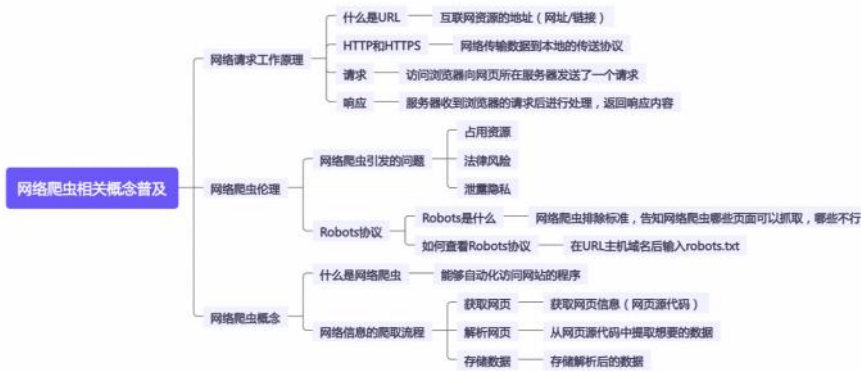 什么是URL
互联网资源的地址（网址/链接）
HTTP和HTTPS
网络传输数据到本地的传送协议
网络请求工作原理
请求
访问浏览器向网页所在服务器发送了一个请求
响应
服务器收到浏览器的请求后进行处理，返回响应内容
网络爬虫相关概念普及
网络爬虫伦理
网络爬虫引发的问题
占用资源
法律风险
泄露隐私
Robots协议
Robots是什么
网络爬虫排除标准，告知网络爬虫哪些页面可以抓取，哪些不行
如何查看Robots协议
在URL主机域名后输入robots.txt
网络爬虫概念
什么是网络爬虫
能够自动化访问网站的程序
网络信息的爬取流程
获取网页
获取网页信息（网页源代码）
解析网页
从网页源代码中提取想要的数据
存储数据
存储解析后的数据